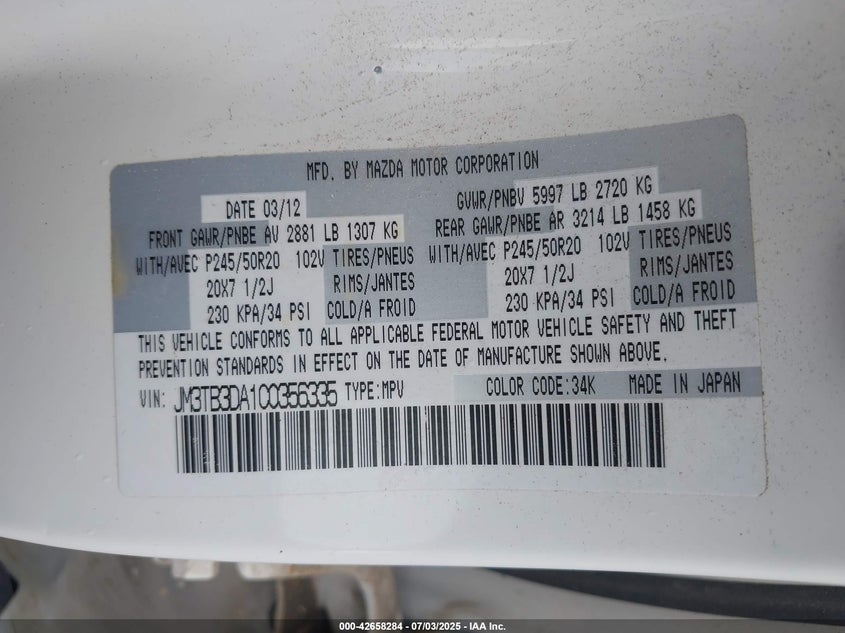 MFD. BY MAZDA MOTOR CORPORATION
DATE 03/12 GVWR/PNBV 5997 LB 2720 KG
FRONT GAWR/PNBE AV 2881 LB 1307 KG REAR GAWR/PNBE AR 3214 LB 1458 KG
WITH/AVEC P245/50R20 102V TIRES/PNEUS WITH/AVEC P245/50R20 102V TIRES/PNEUS
20X7 1/2J RIMS/JANTES 20X7 1/2J RIMS/JANTES
230 KPA/34 PSI COLD/A FROID 230 KPA/34 PSI COLD/A FROID
THIS VEHICLE CONFORMS TO ALL APPLICABLE FEDERAL MOTOR VEHICLE SAFETY AND THEFT
PREVENTION STANDARDS IN EFFECT ON THE DATE OF MANUFACTURE SHOWN ABOVE.
VIN: JM3TB3DA1C0356335 TYPE:MPV COLOR CODE:34K MADE IN JAPAN
000-42658284 - 07/03/2025 - IAA Inc.